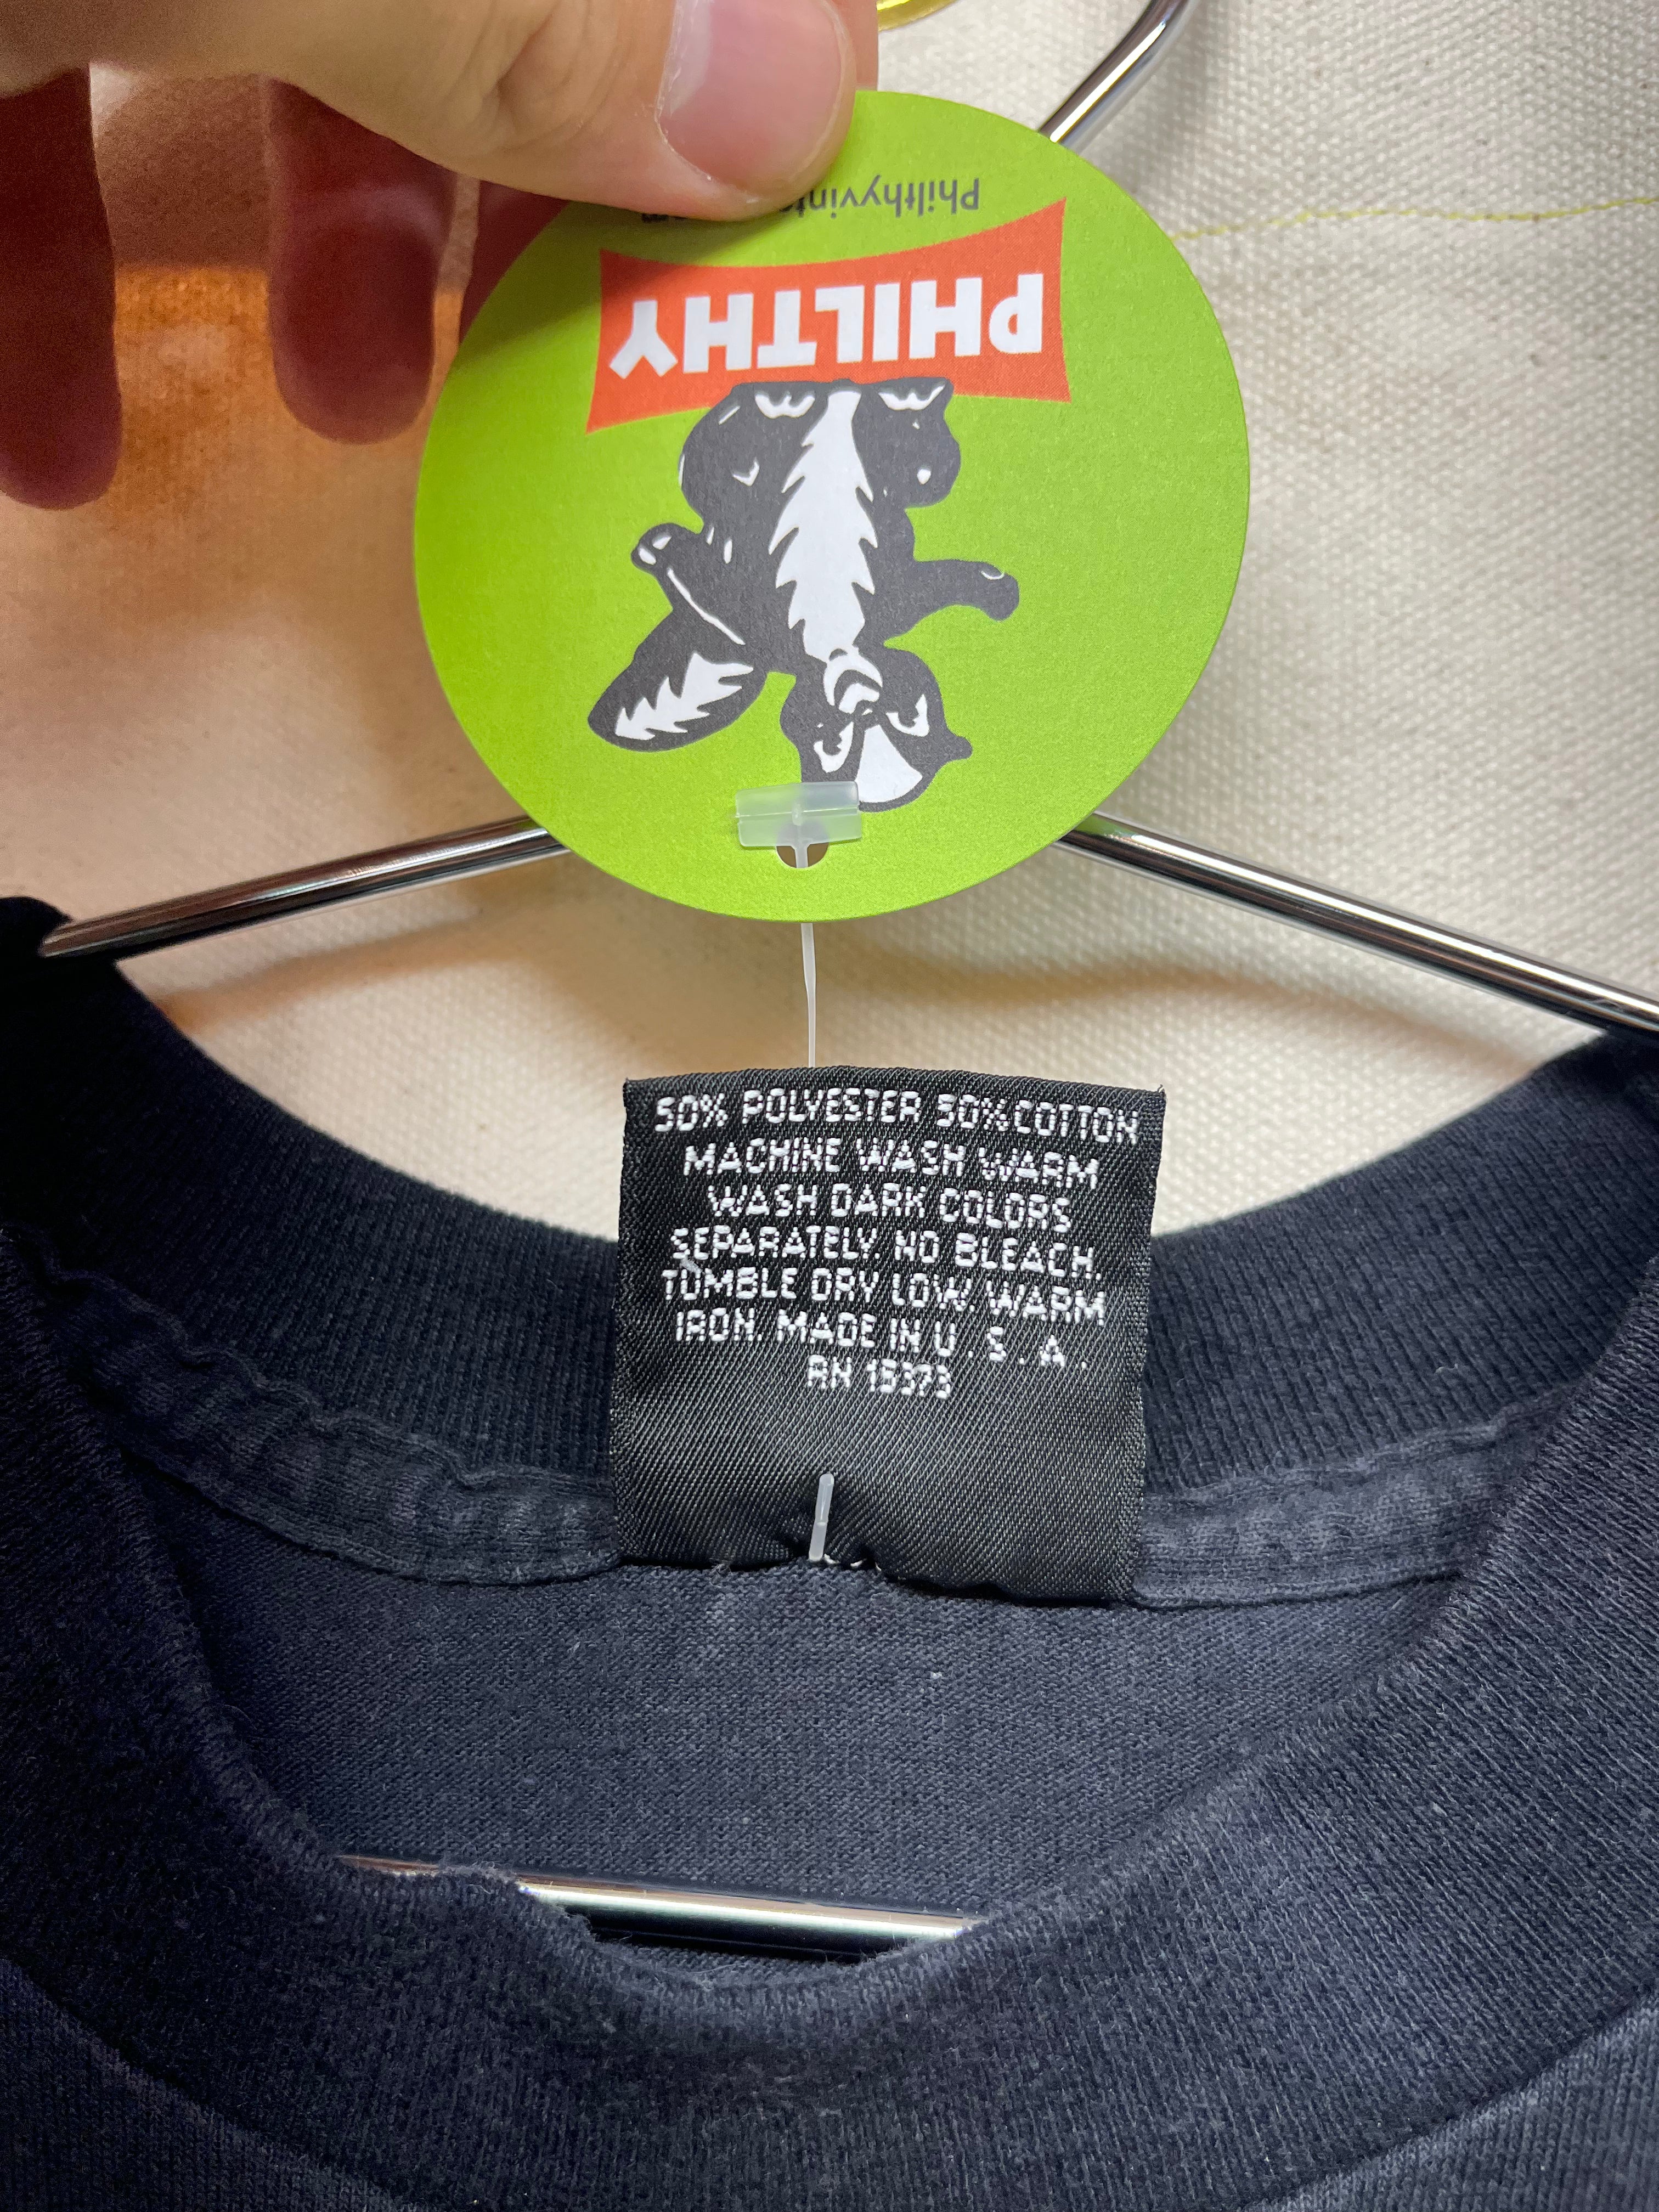 PHILTHY
50% POLYESTER 50% COTTON
MACHINE WASH WARM
WASH DARK COLORS
SEPARATELY. NO BLEACH.
TUMBLE DRY LOW. WARM
IRON. MADE IN U.S.A.
RN 15373